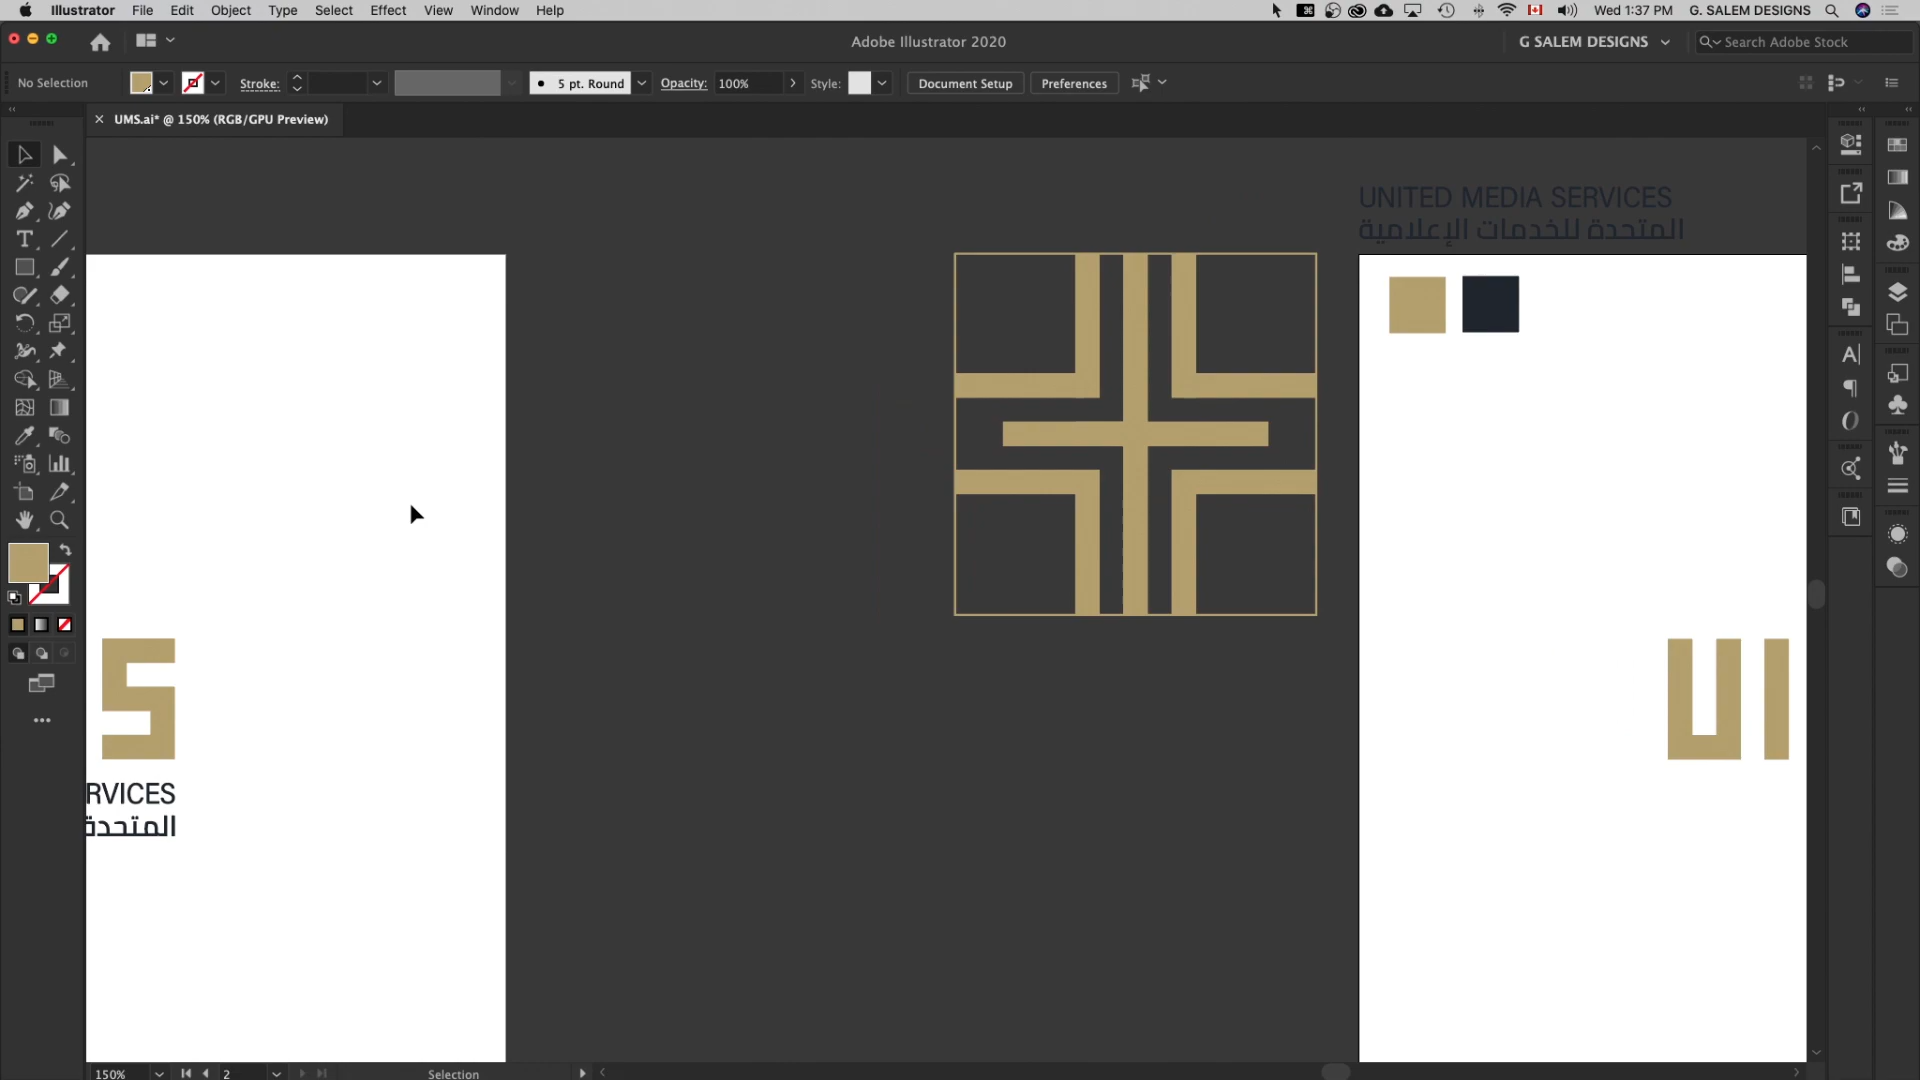 Illustrator File Edit Object Type Select Effect View Window Help
Wed 1:37 PM G. SALEM DESIGNS
Adobe Illustrator 2020
G SALEM DESIGNS
Search Adobe Stock
No Selection
Stroke:
5 pt. Round
Opacity: 100%
Style:
Document Setup
Preferences
UMS.ai* @ 150% (RGB/GPU Preview)
UNITED MEDIA SERVICES
المتحدة للخدمات الإعلامية
S
UI
RVICES
المتحدة
150%
2
Selection